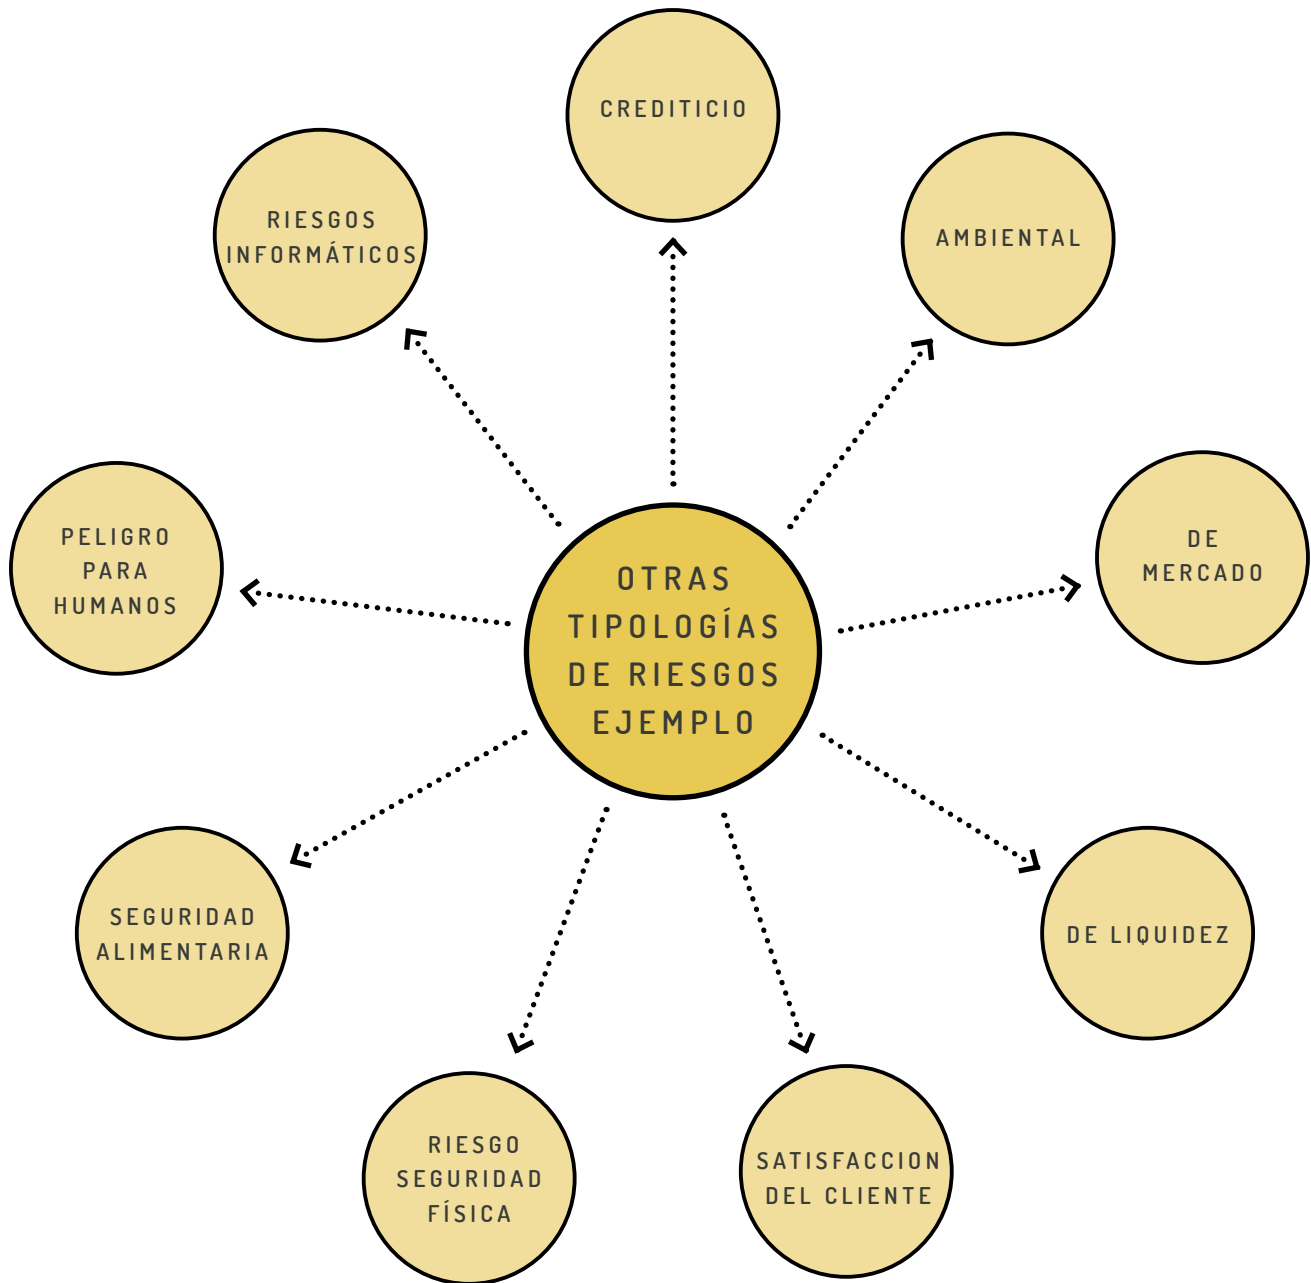 CREDITICIO
RIESGOS
INFORMÁTICOS
AMBIENTAL
PELIGRO
PARA
HUMANOS
DE
MERCADO
OTRAS
TIPOLOGÍAS
DE RIESGOS
EJEMPLO
SEGURIDAD
ALIMENTARIA
DE LIQUIDEZ
RIESGO
SEGURIDAD
FÍSICA
SATISFACCION
DEL CLIENTE